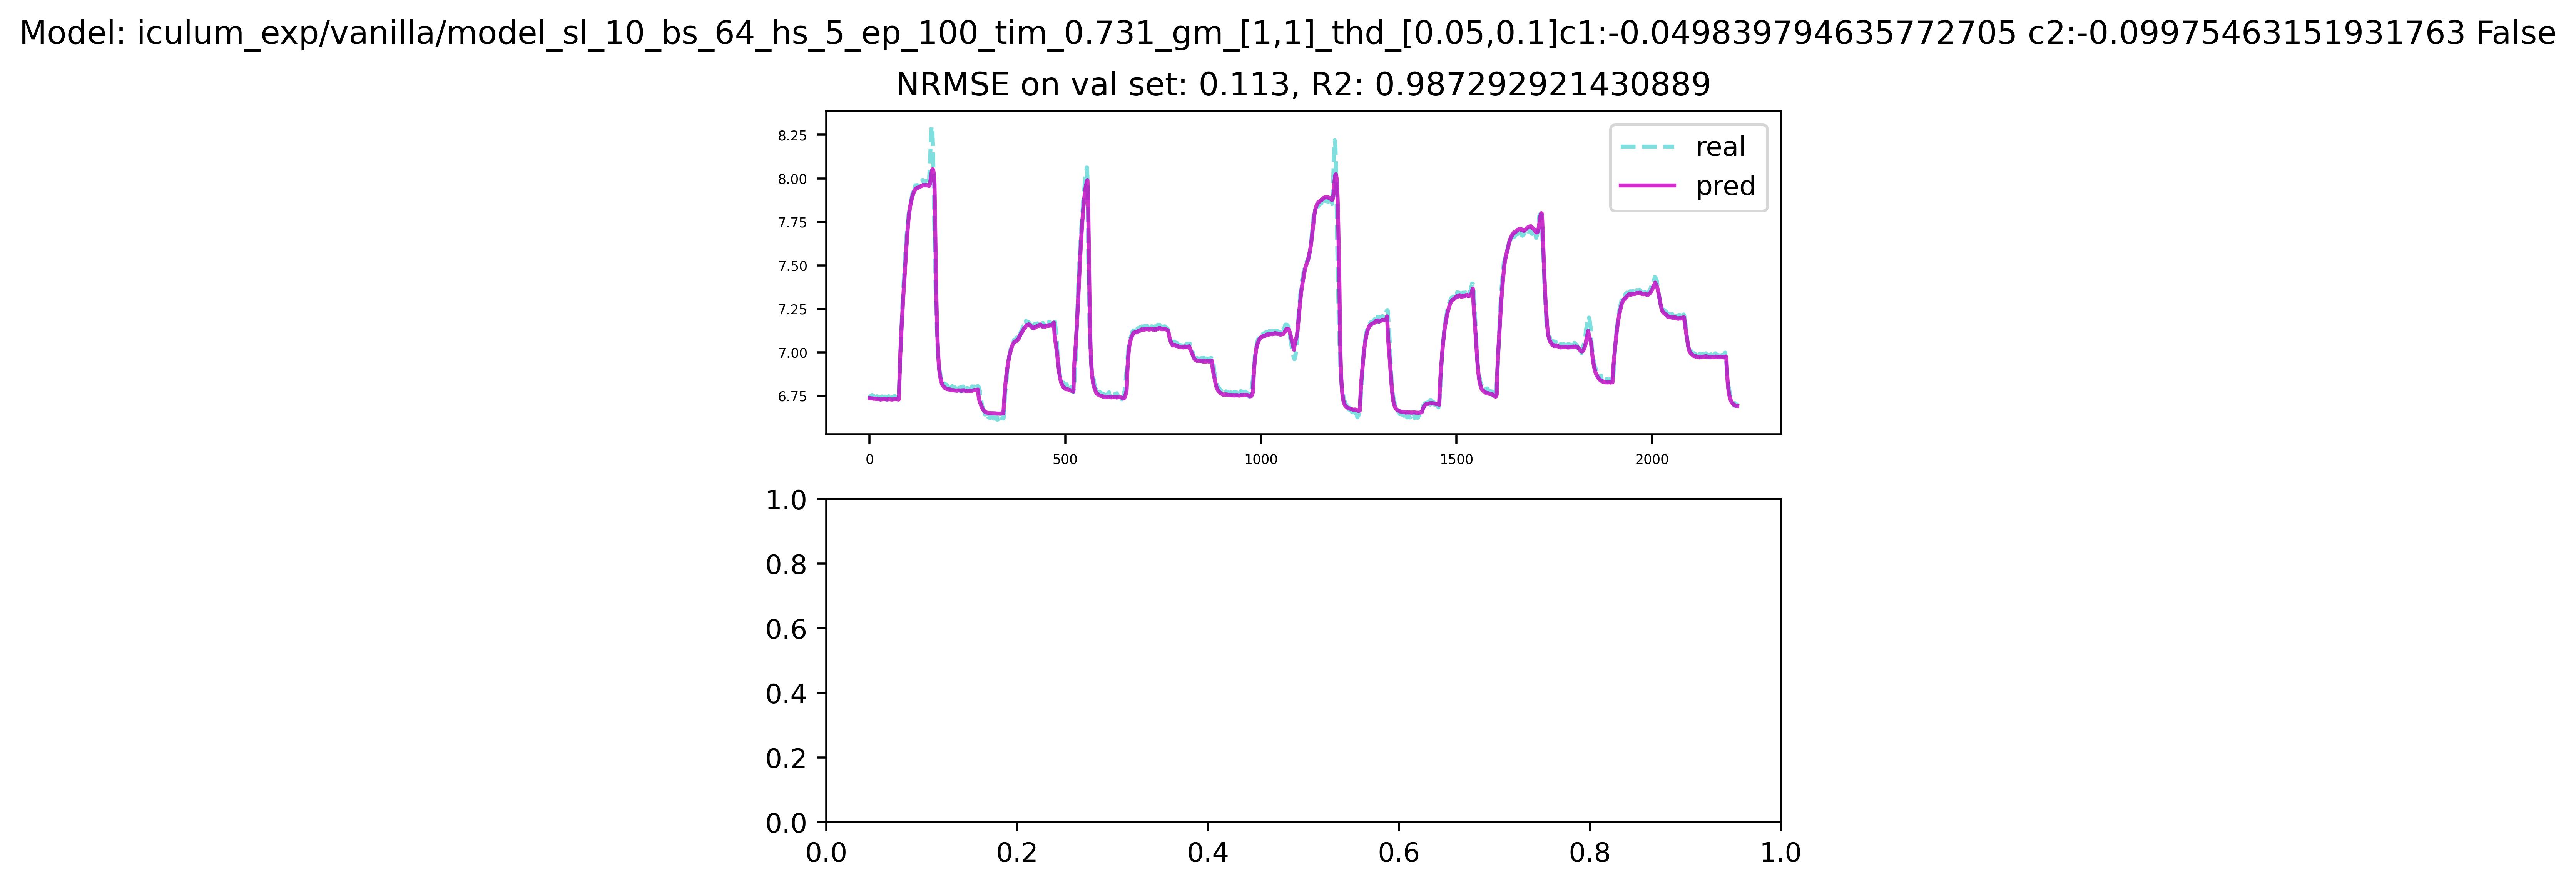 Model: iculum_exp/vanilla/model_sl_10_bs_64_hs_5_ep_100_tim_0.731_gm_[1,1]_thd_[0.05,0.1]c1:-0.049839794635772705 c2:-0.09975463151931763 False
NRMSE on val set: 0.113, R2: 0.987292921430889
8.25
8.00
7.75
7.50
7.25
7.00
6.75
real
pred
0 500 1000 1500 2000
1.0
0.8
0.6
0.4
0.2
0.0
0.0 0.2 0.4 0.6 0.8 1.0